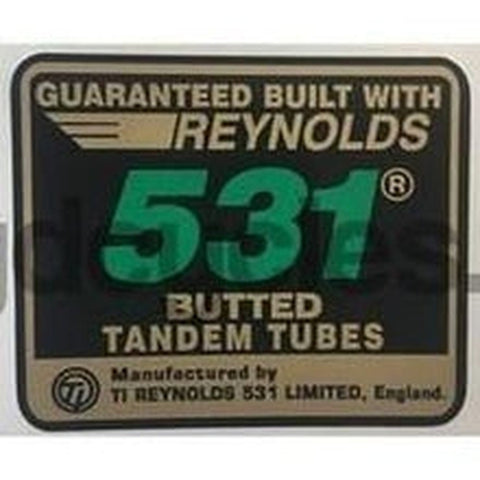 GUARANTEED BUILT WITH
REYNOLDS
531®
BUTTED
TANDEM TUBES
Manufactured by
TI REYNOLDS 531 LIMITED, England.
TI